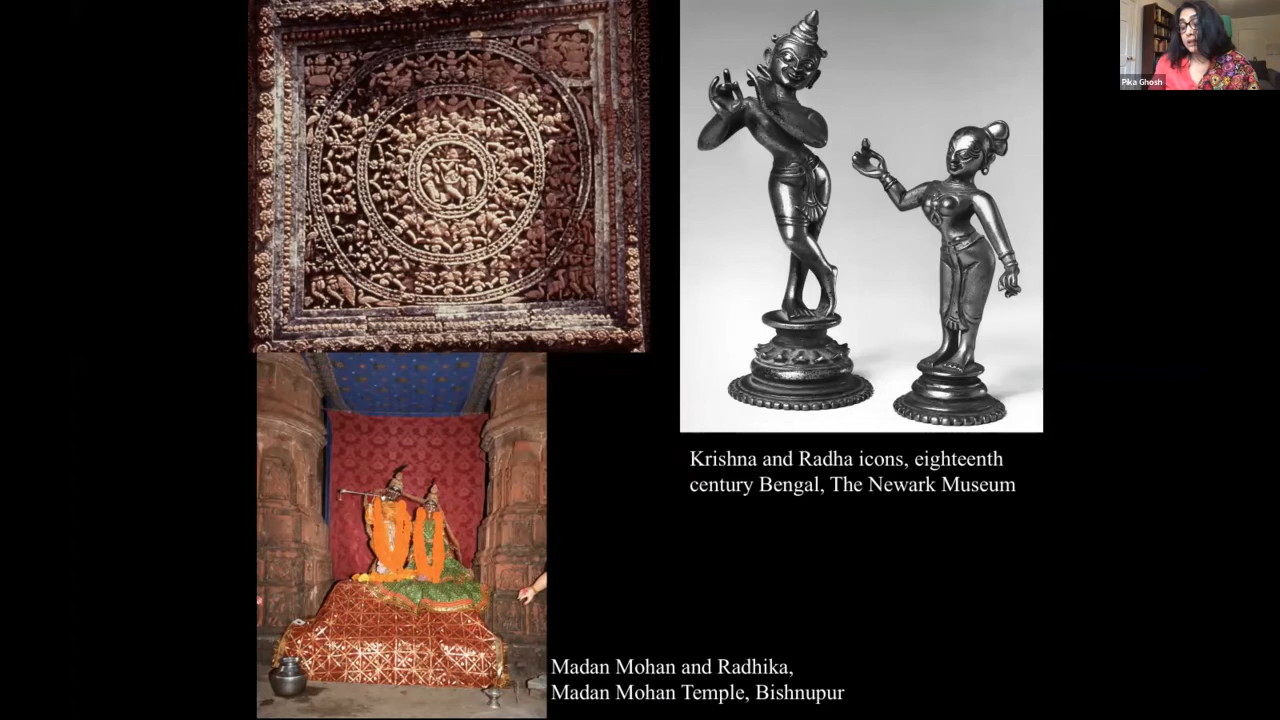 Pika Ghosh
Krishna and Radha icons, eighteenth
century Bengal, The Newark Museum
Madan Mohan and Radhika,
Madan Mohan Temple, Bishnupur